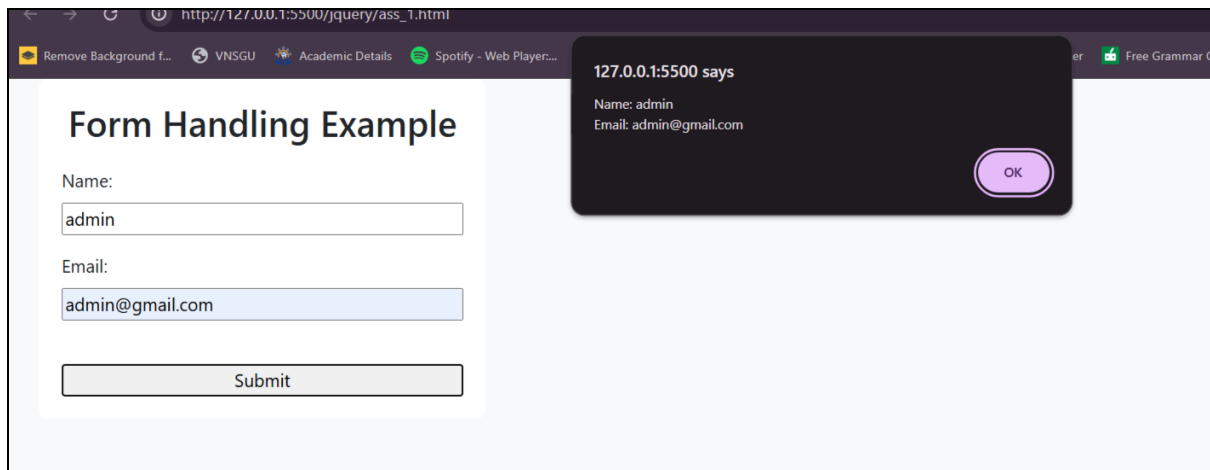 http://127.0.0.1:5500/jquery/ass_1.html
Remove Background f... VNSGU Academic Details Spotify - Web Player:... er Free Grammar
127.0.0.1:5500 says
Name: admin
Email: admin@gmail.com
OK
Form Handling Example
Name:
admin
Email:
admin@gmail.com
Submit